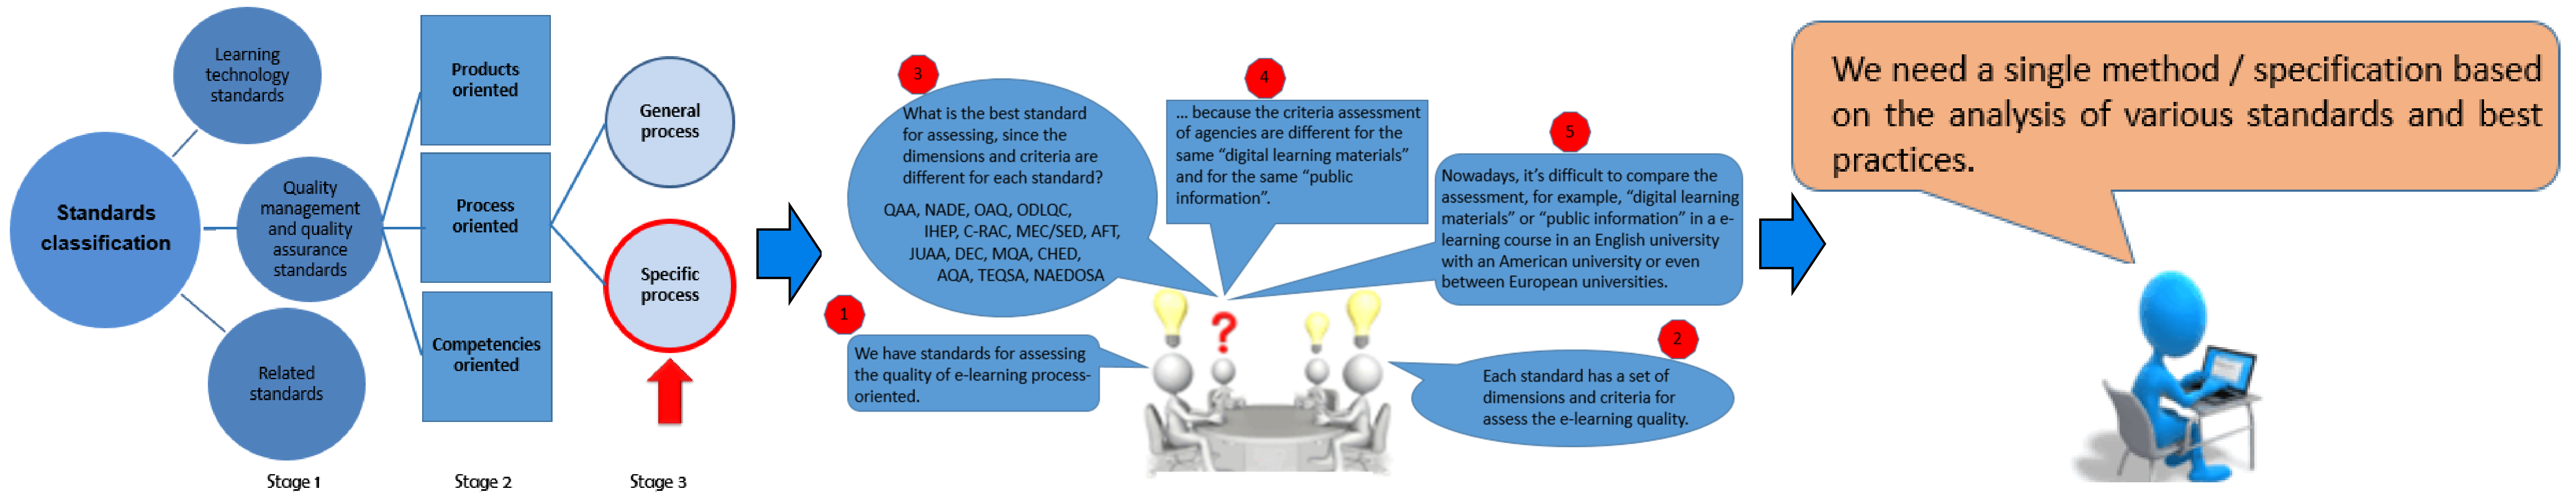 Learning
technology
standards
Standards
classification
Quality
management
and quality
assurance
standards
Related
standards
Stage 1
Products
oriented
Process
oriented
Competencies
oriented
Stage 2
General
process
Specific
process
Stage 3
1
We have standards for assessing
the quality of e-learning process-
oriented.
2
Each standard has a set of
dimensions and criteria for
assess the e-learning quality.
3
What is the best standard
for assessing, since the
dimensions and criteria are
different for each standard?
QAA, NADE, OAQ, ODLQC,
IHEP, C-RAC, MEC/SED, AFT,
JUAA, DEC, MQA, CHED,
AQA, TEQSA, NAEDOSA
?
4
... because the criteria assessment
of agencies are different for the
same “digital learning materials”
and for the same “public
information”.
5
Nowadays, it’s difficult to compare the
assessment, for example, “digital learning
materials” or “public information” in a e-
learning course in an English university
with an American university or even
between European universities.
We need a single method / specification based
on the analysis of various standards and best
practices.